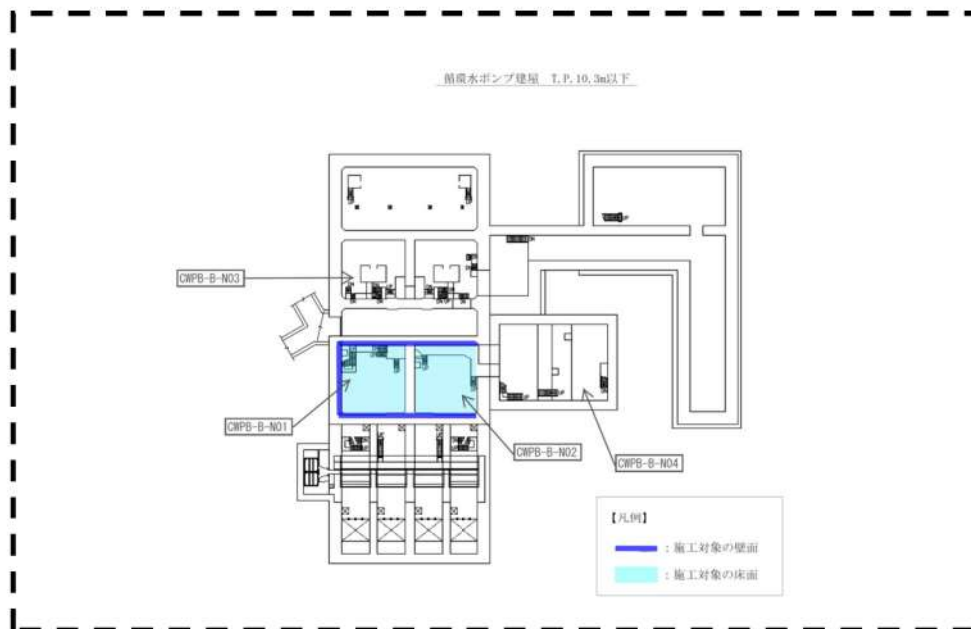 循環水ポンプ建屋 T.P.10.3m以下
CWPB-B-N03
CWPB-B-N01
CWPB-B-N02
CWPB-B-N04
【凡例】
：施工対象の壁面
：施工対象の床面